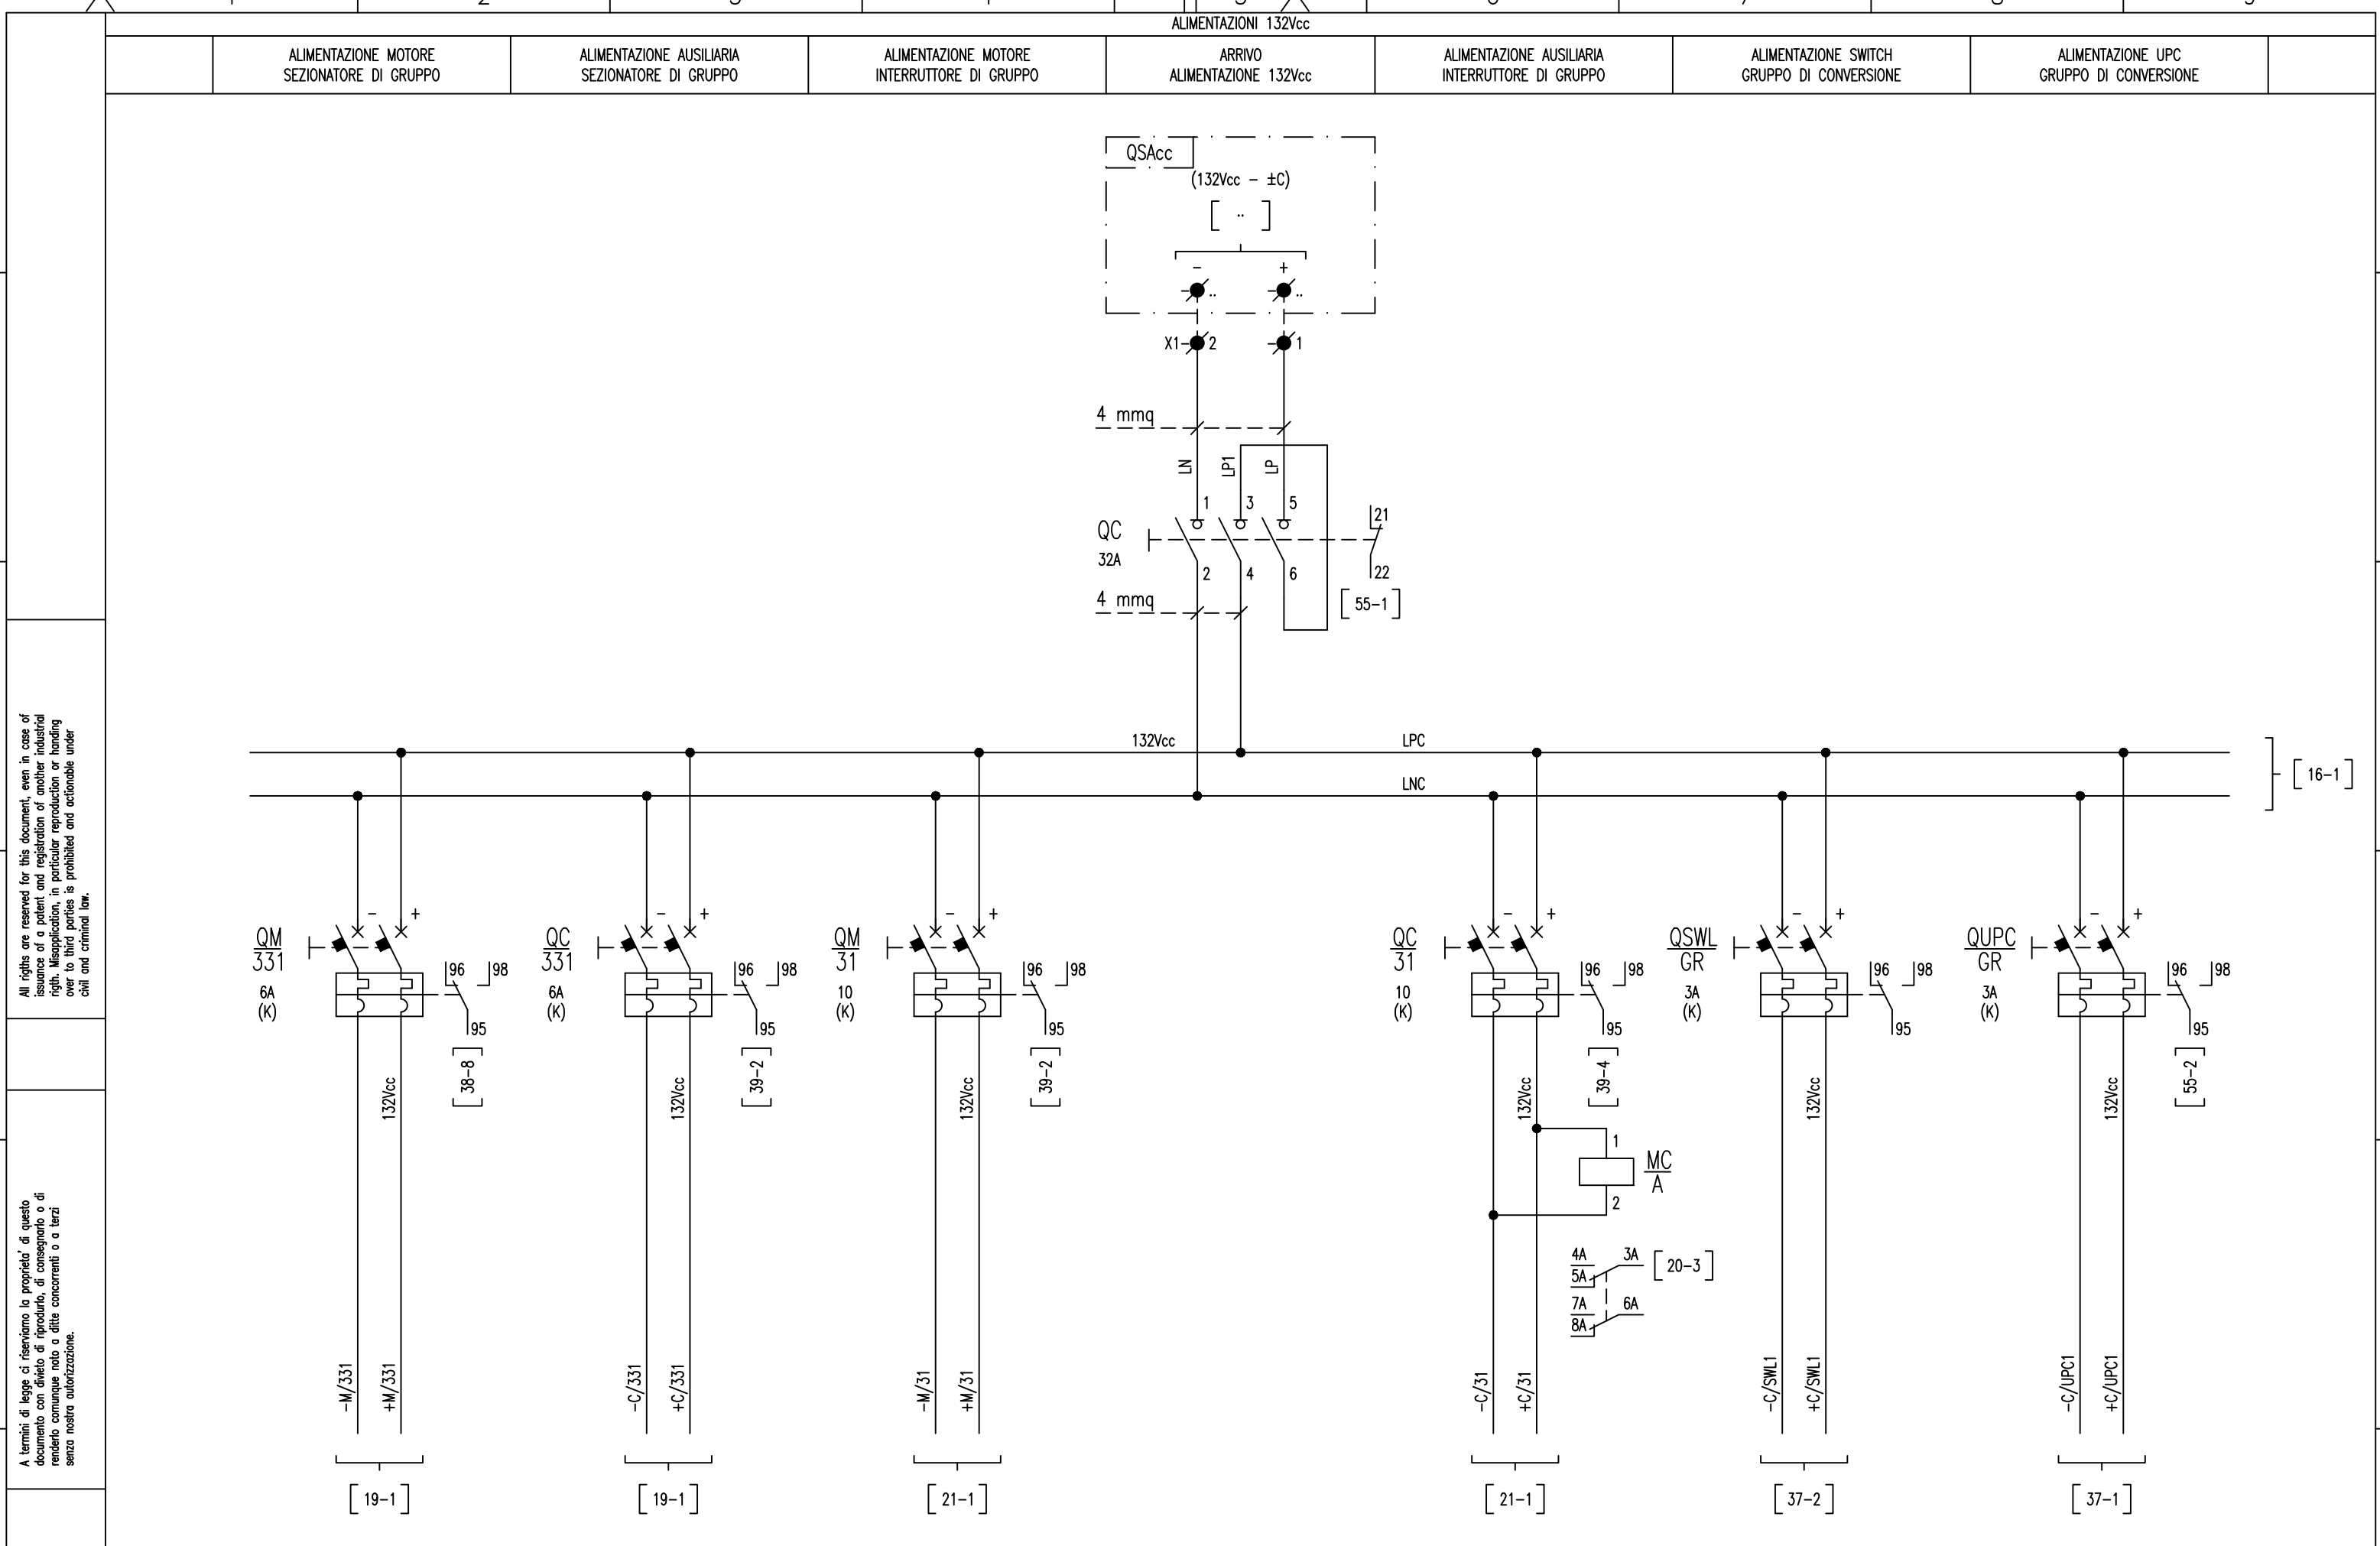 ALIMENTAZIONI 132Vcc
ALIMENTAZIONE MOTORE
SEZIONATORE DI GRUPPO
ALIMENTAZIONE AUSILIARIA
SEZIONATORE DI GRUPPO
ALIMENTAZIONE MOTORE
INTERRUTTORE DI GRUPPO
ARRIVO
ALIMENTAZIONE 132Vcc
ALIMENTAZIONE AUSILIARIA
INTERRUTTORE DI GRUPPO
ALIMENTAZIONE SWITCH
GRUPPO DI CONVERSIONE
ALIMENTAZIONE UPC
GRUPPO DI CONVERSIONE
QSAcc
(132Vcc - ±C)
[ .. ]
- +
.. ..
X1 2 1
4 mmq
LN LP1 LP
1 3 5
QC
32A
2 4 6
21
22
[ 55-1 ]
4 mmq
132Vcc LPC
LNC
[ 16-1 ]
QM
331
6A
(K)
- +
96 98
95
[ 38-8 ]
132Vcc
-M/331
+M/331
[ 19-1 ]
QC
331
6A
(K)
- +
96 98
95
[ 39-2 ]
132Vcc
-C/331
+C/331
[ 19-1 ]
QM
31
10
(K)
- +
96 98
95
[ 39-2 ]
132Vcc
-M/31
+M/31
[ 21-1 ]
QC
31
10
(K)
- +
96 98
95
[ 39-4 ]
132Vcc
1
MC
A
2
4A 3A
5A
[ 20-3 ]
7A 6A
8A
-C/31
+C/31
[ 21-1 ]
QSWL
GR
3A
(K)
- +
96 98
95
132Vcc
-C/SWL1
+C/SWL1
[ 37-2 ]
QUPC
GR
3A
(K)
- +
96 98
95
[ 55-2 ]
132Vcc
-C/UPC1
+C/UPC1
[ 37-1 ]
All rigths are reserved for this document, even in case of
issuance of a patent and registration of another industrial
rigth. Misapplication, in particular reproduction or handing
over to third parties is prohibited and actionable under
civil and criminal law.
A termini di legge ci riserviamo la proprieta' di questo
documento con divieto di riprodurlo, di consegnarlo o di
renderlo comunque noto a ditte concorrenti o a terzi
senza nostra autorizzazione.